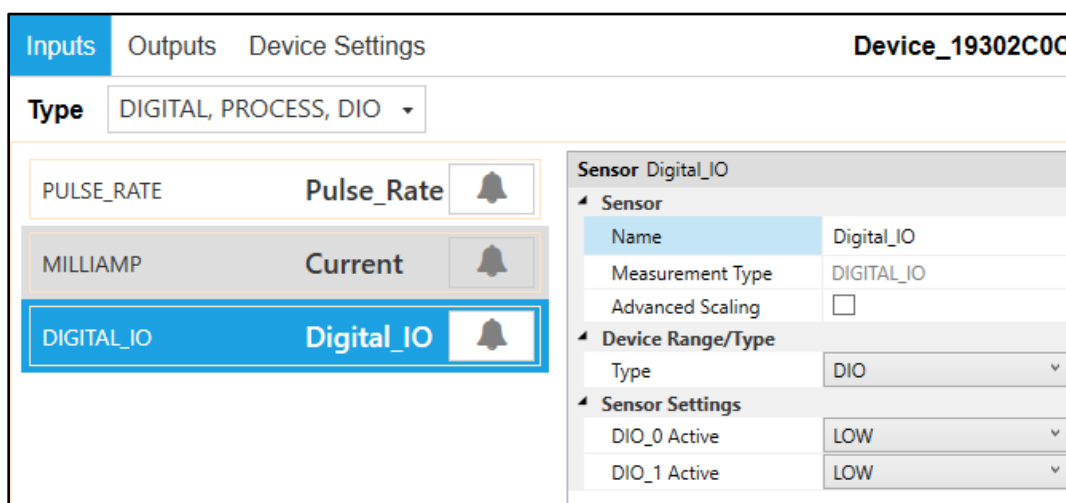 Inputs Outputs Device Settings Device_19302C0C
Type DIGITAL, PROCESS, DIO
PULSE_RATE Pulse_Rate
MILLIAMP Current
DIGITAL_IO Digital_IO
Sensor Digital_IO
Sensor
Name Digital_IO
Measurement Type DIGITAL_IO
Advanced Scaling
Device Range/Type
Type DIO
Sensor Settings
DIO_0 Active LOW
DIO_1 Active LOW